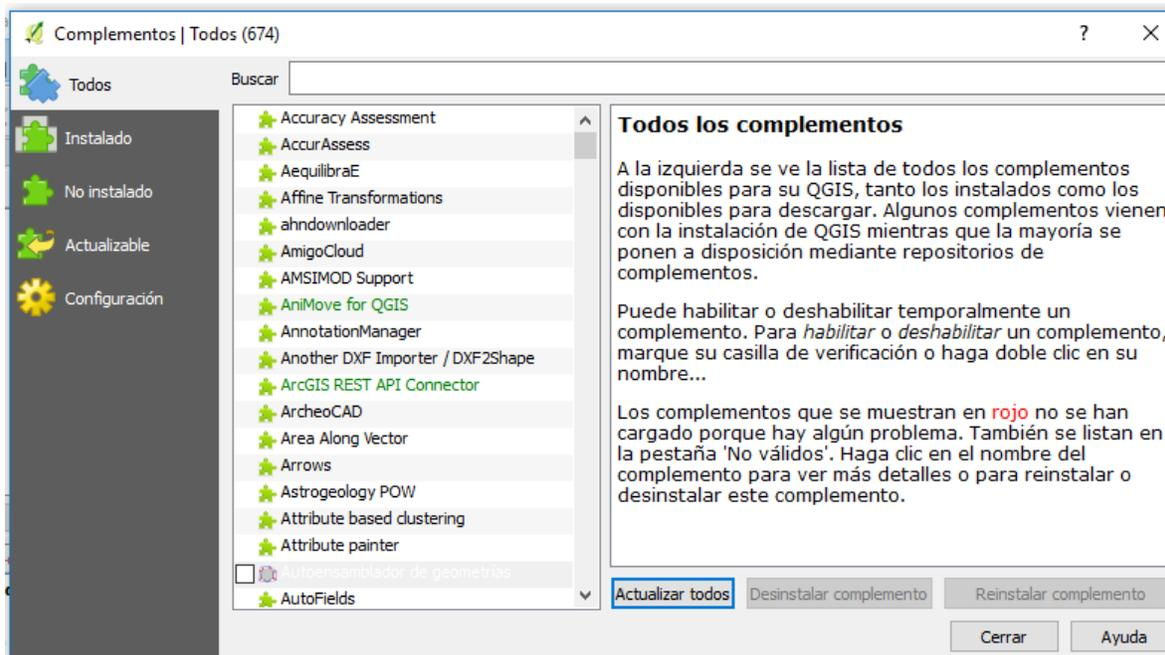 Complementos | Todos (674)
?
Todos
Instalado
No instalado
Actualizable
Configuración
Buscar
Accuracy Assessment
AccurAssess
AequilibraE
Affine Transformations
ahndownloader
AmigoCloud
AMSIMOD Support
AniMove for QGIS
AnnotationManager
Another DXF Importer / DXF2Shape
ArcGIS REST API Connector
ArcheoCAD
Area Along Vector
Arrows
Astrogeology POW
Attribute based clustering
Attribute painter
Autoensamblador de geometrías
AutoFields
Todos los complementos
A la izquierda se ve la lista de todos los complementos
disponibles para su QGIS, tanto los instalados como los
disponibles para descargar. Algunos complementos vienen
con la instalación de QGIS mientras que la mayoría se
ponen a disposición mediante repositorios de
complementos.
Puede habilitar o deshabilitar temporalmente un
complemento. Para habilitar o deshabilitar un complemento,
marque su casilla de verificación o haga doble clic en su
nombre...
Los complementos que se muestran en rojo no se han
cargado porque hay algún problema. También se listan en
la pestaña 'No válidos'. Haga clic en el nombre del
complemento para ver más detalles o para reinstalar o
desinstalar este complemento.
Actualizar todos
Desinstalar complemento
Reinstalar complemento
Cerrar
Ayuda